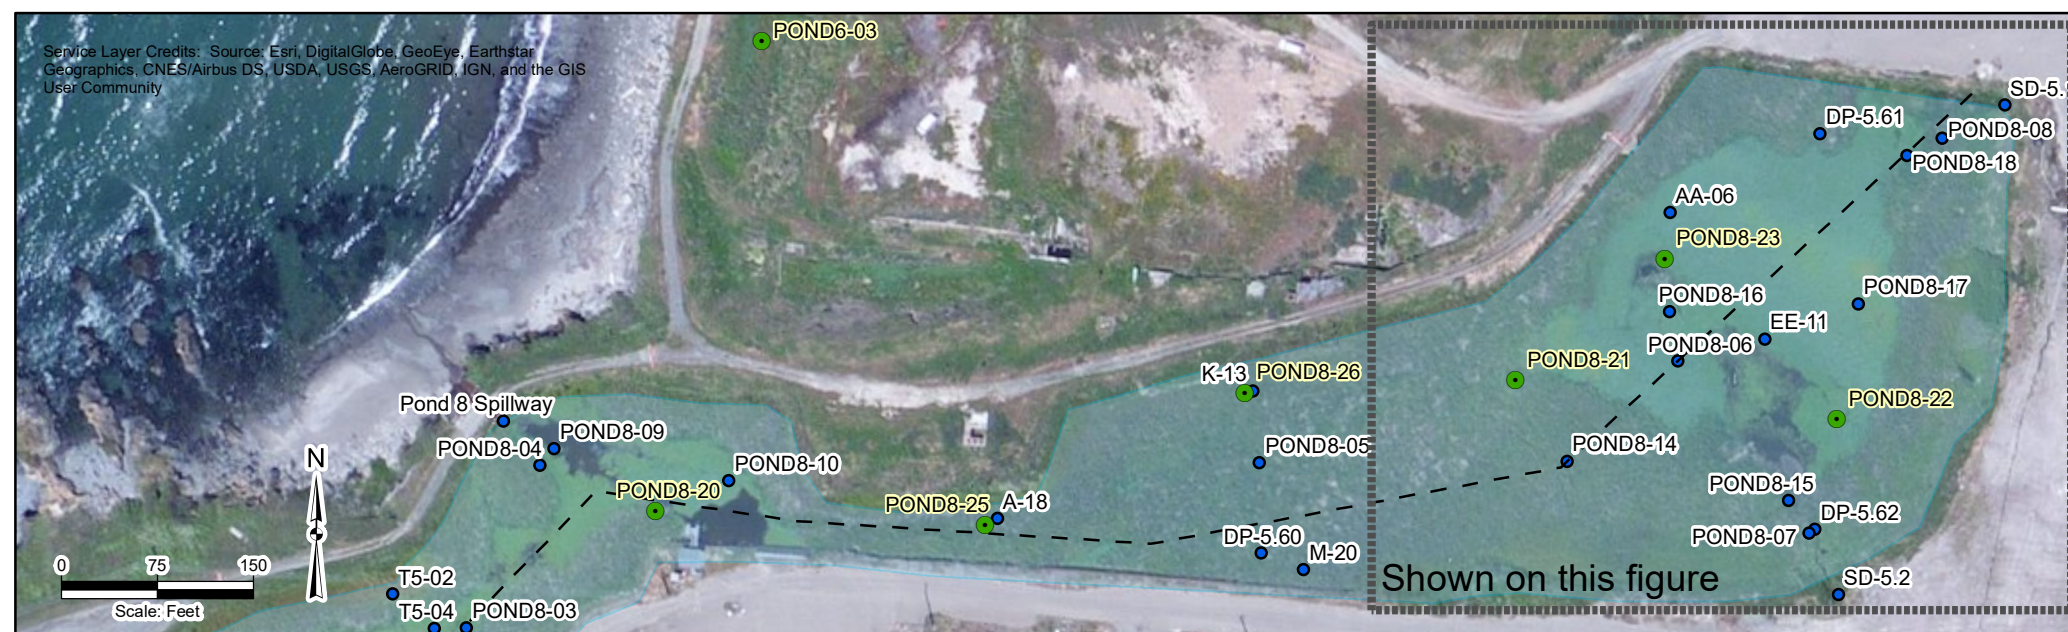 POND6-03
Service Layer Credits: Source: Esri, DigitalGlobe, GeoEye, Earthstar
Geographics, CNES/Airbus DS, USDA, USGS, AeroGRID, IGN, and the GIS
User Community
SD-5.
DP-5.61
POND8-08
POND8-18
AA-06
POND8-23
POND8-16
POND8-17
EE-11
POND8-06
POND8-21
K-13
POND8-26
POND8-22
Pond 8 Spillway
POND8-09
POND8-04
POND8-05
POND8-14
POND8-10
POND8-20
POND8-25
A-18
POND8-15
DP-5.62
POND8-07
DP-5.60
M-20
N
0 75 150
Scale: Feet
T5-02
T5-04
POND8-03
Shown on this figure
SD-5.2